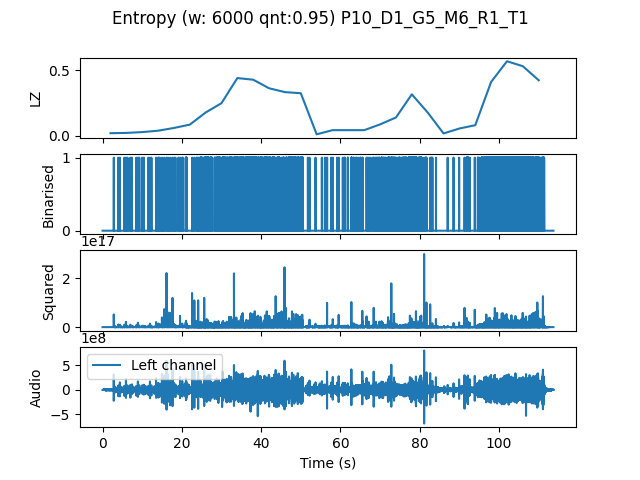 Entropy (w: 6000 qnt:0.95) P10_D1_G5_M6_R1_T1
0.5
0.0
LZ
1
0
Binarised
1e17
2
0
Squared
1e8
5
0
−5
Audio
Left channel
0 20 40 60 80 100
Time (s)